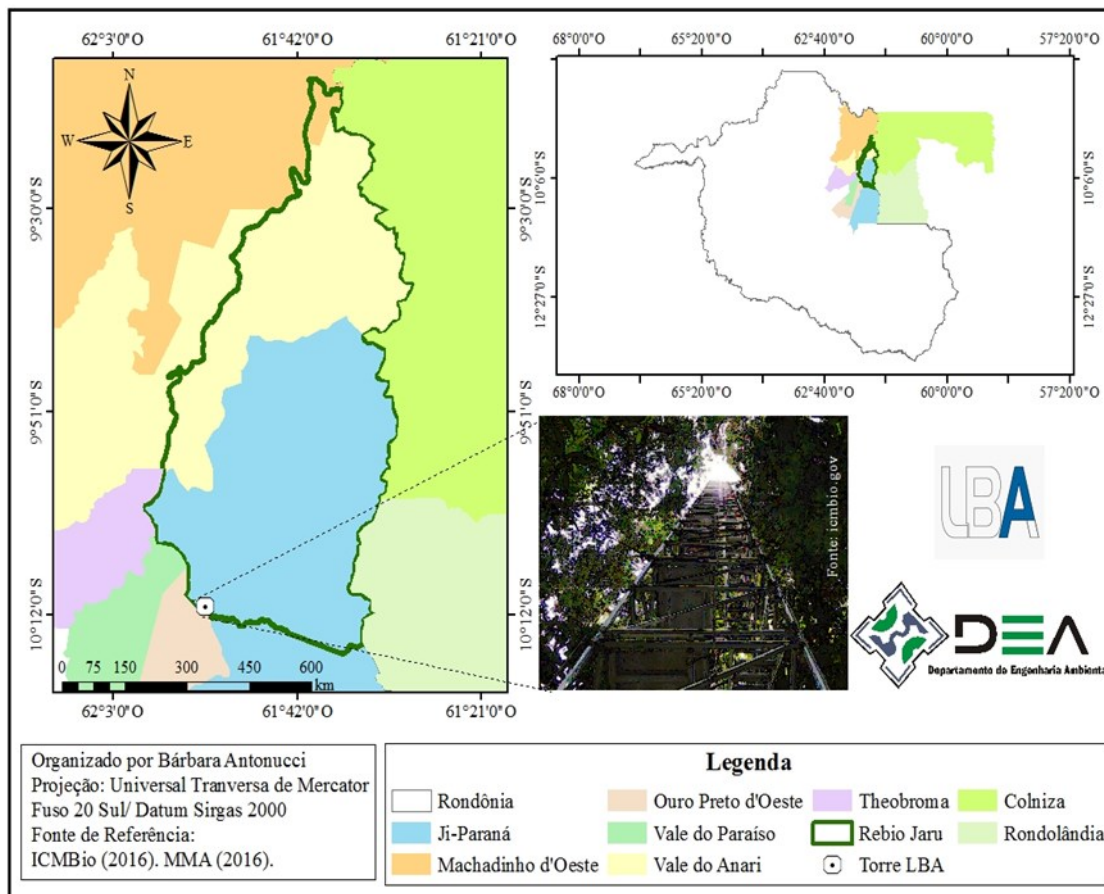 62°3'0"O 61°42'0"O 61°21'0"O
68°0'0"O 65°20'0"O 62°40'0"O 60°0'0"O 57°20'0"O
N
W E
S
9°30'0"S 9°30'0"S
9°51'0"S 9°51'0"S
10°12'0"S 10°12'0"S
10°6'0"S 10°6'0"S
12°27'0"S 12°27'0"S
0 75 150 300 450 600
km
62°3'0"O 61°42'0"O 61°21'0"O
68°0'0"O 65°20'0"O 62°40'0"O 60°0'0"O 57°20'0"O
Fonte: icmbio.gov
LBA
DEA
Departamento de Engenharia Ambiental
Organizado por Bárbara Antonucci
Projeção: Universal Tranversa de Mercator
Fuso 20 Sul/ Datum Sirgas 2000
Fonte de Referência:
ICMBio (2016). MMA (2016).
Legenda
Rondônia
Ji-Paraná
Machadinho d'Oeste
Ouro Preto d'Oeste
Vale do Paraíso
Vale do Anari
Theobroma
Rebio Jaru
Torre LBA
Colniza
Rondolândia